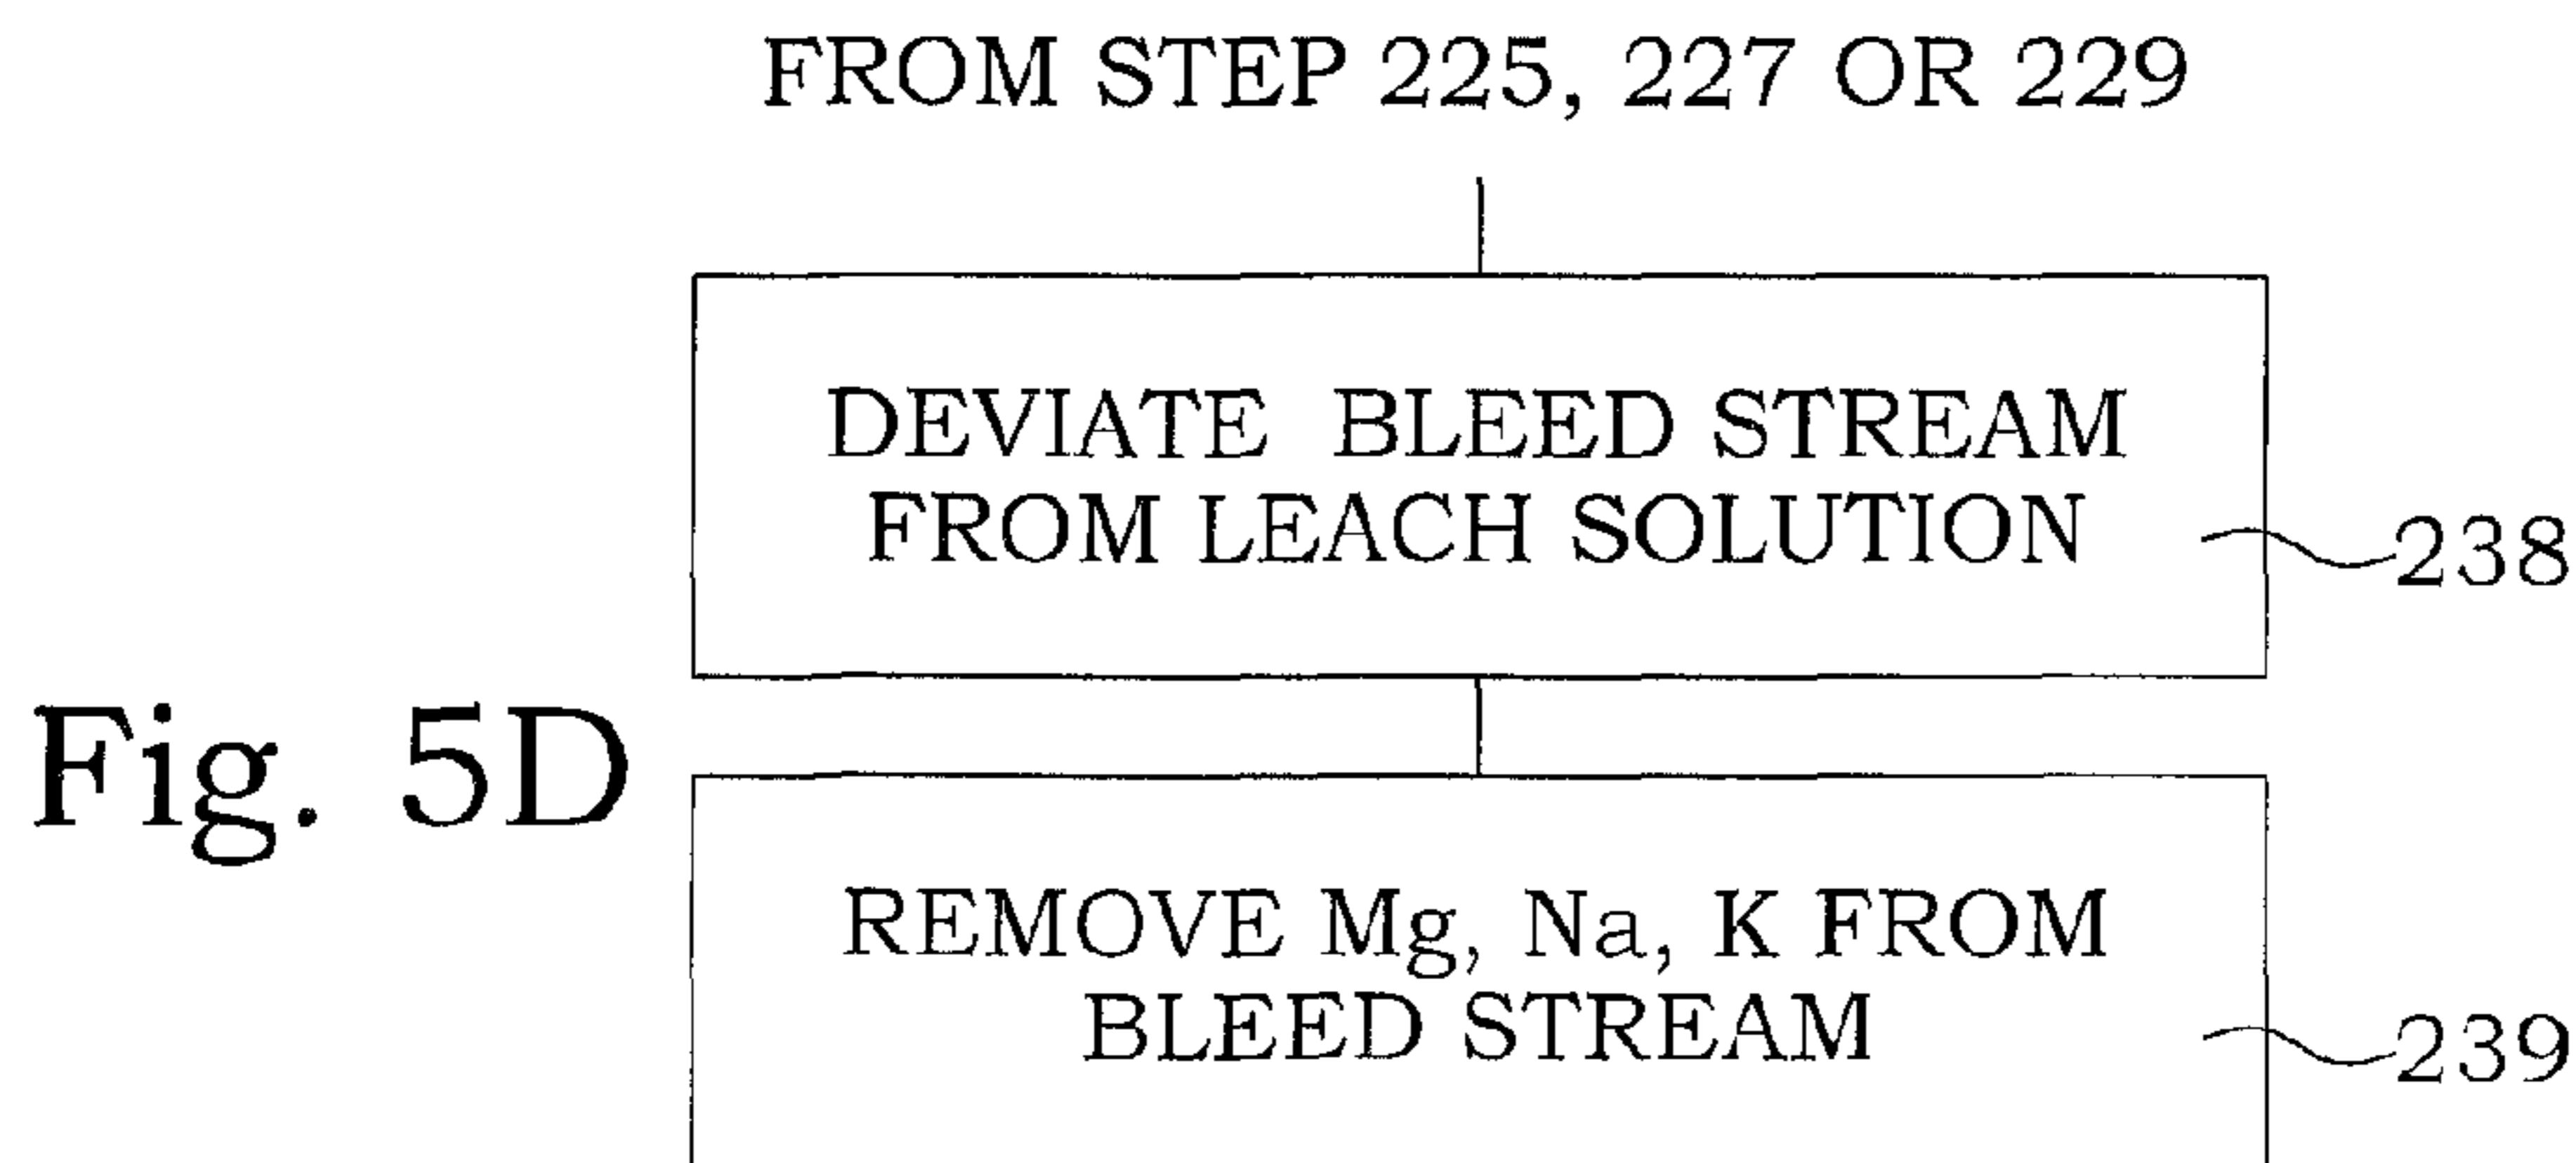 FROM STEP 225, 227 OR 229
DEVIATE BLEED STREAM
FROM LEACH SOLUTION
238
Fig. 5D
REMOVE Mg, Na, K FROM
BLEED STREAM
239